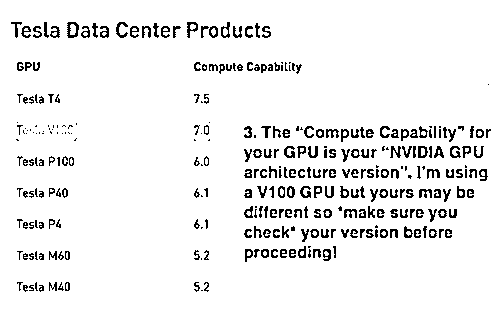 Tesla Data Center Products
GPU Compute Capability
Tesla T4 7.5
Tesla V100 7.0
Tesla P100 6.0
Tesla P40 6.1
Tesla P4 6.1
Tesla M60 5.2
Tesla M40 5.2
3. The "Compute Capability" for
your GPU is your "NVIDIA GPU
architecture version". I'm using
a V100 GPU but yours may be
different so *make sure you
check* your version before
proceeding!